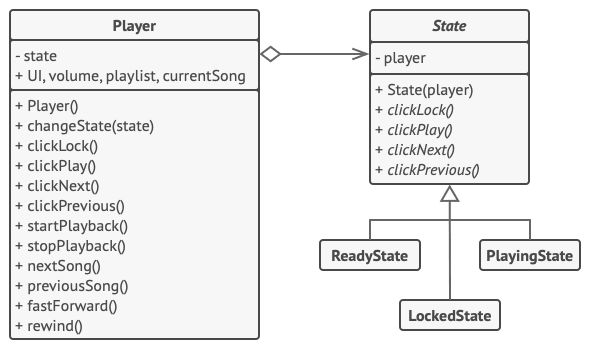 Player
- state
+ UI, volume, playlist, currentSong
+ Player()
+ changeState(state)
+ clickLock()
+ clickPlay()
+ clickNext()
+ clickPrevious()
+ startPlayback()
+ stopPlayback()
+ nextSong()
+ previousSong()
+ fastForward()
+ rewind()
State
- player
+ State(player)
+ clickLock()
+ clickPlay()
+ clickNext()
+ clickPrevious()
ReadyState
PlayingState
LockedState